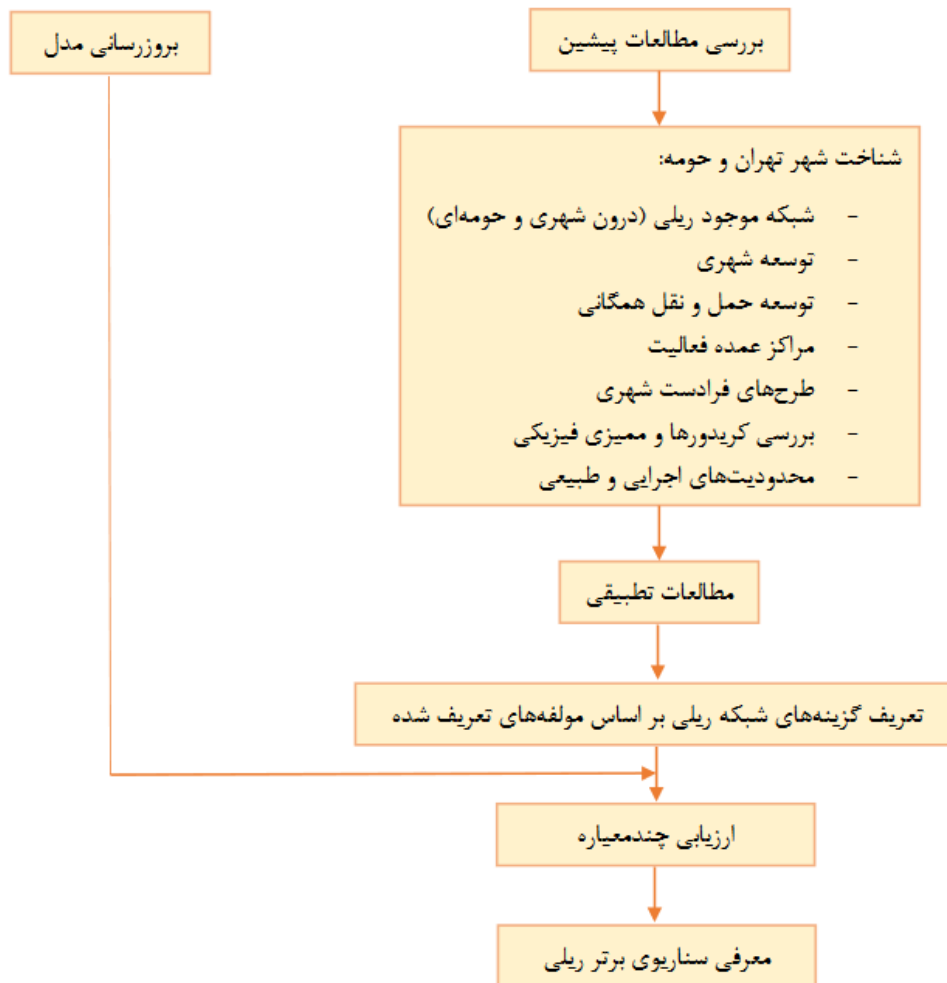 بررسی مطالعات پیشین
بروزرسانی مدل
شناخت شهر تهران و حومه:
- شبکه موجود ریلی (درون شهری و حومه‌ای)
- توسعه شهری
- توسعه حمل و نقل همگانی
- مراکز عمده فعالیت
- طرح‌های فرادست شهری
- بررسی کریدورها و ممیزی فیزیکی
- محدودیت‌های اجرایی و طبیعی
مطالعات تطبیقی
تعریف گزینه‌های شبکه ریلی بر اساس مولفه‌های تعریف شده
ارزیابی چندمعیاره
معرفی سناریوی برتر ریلی